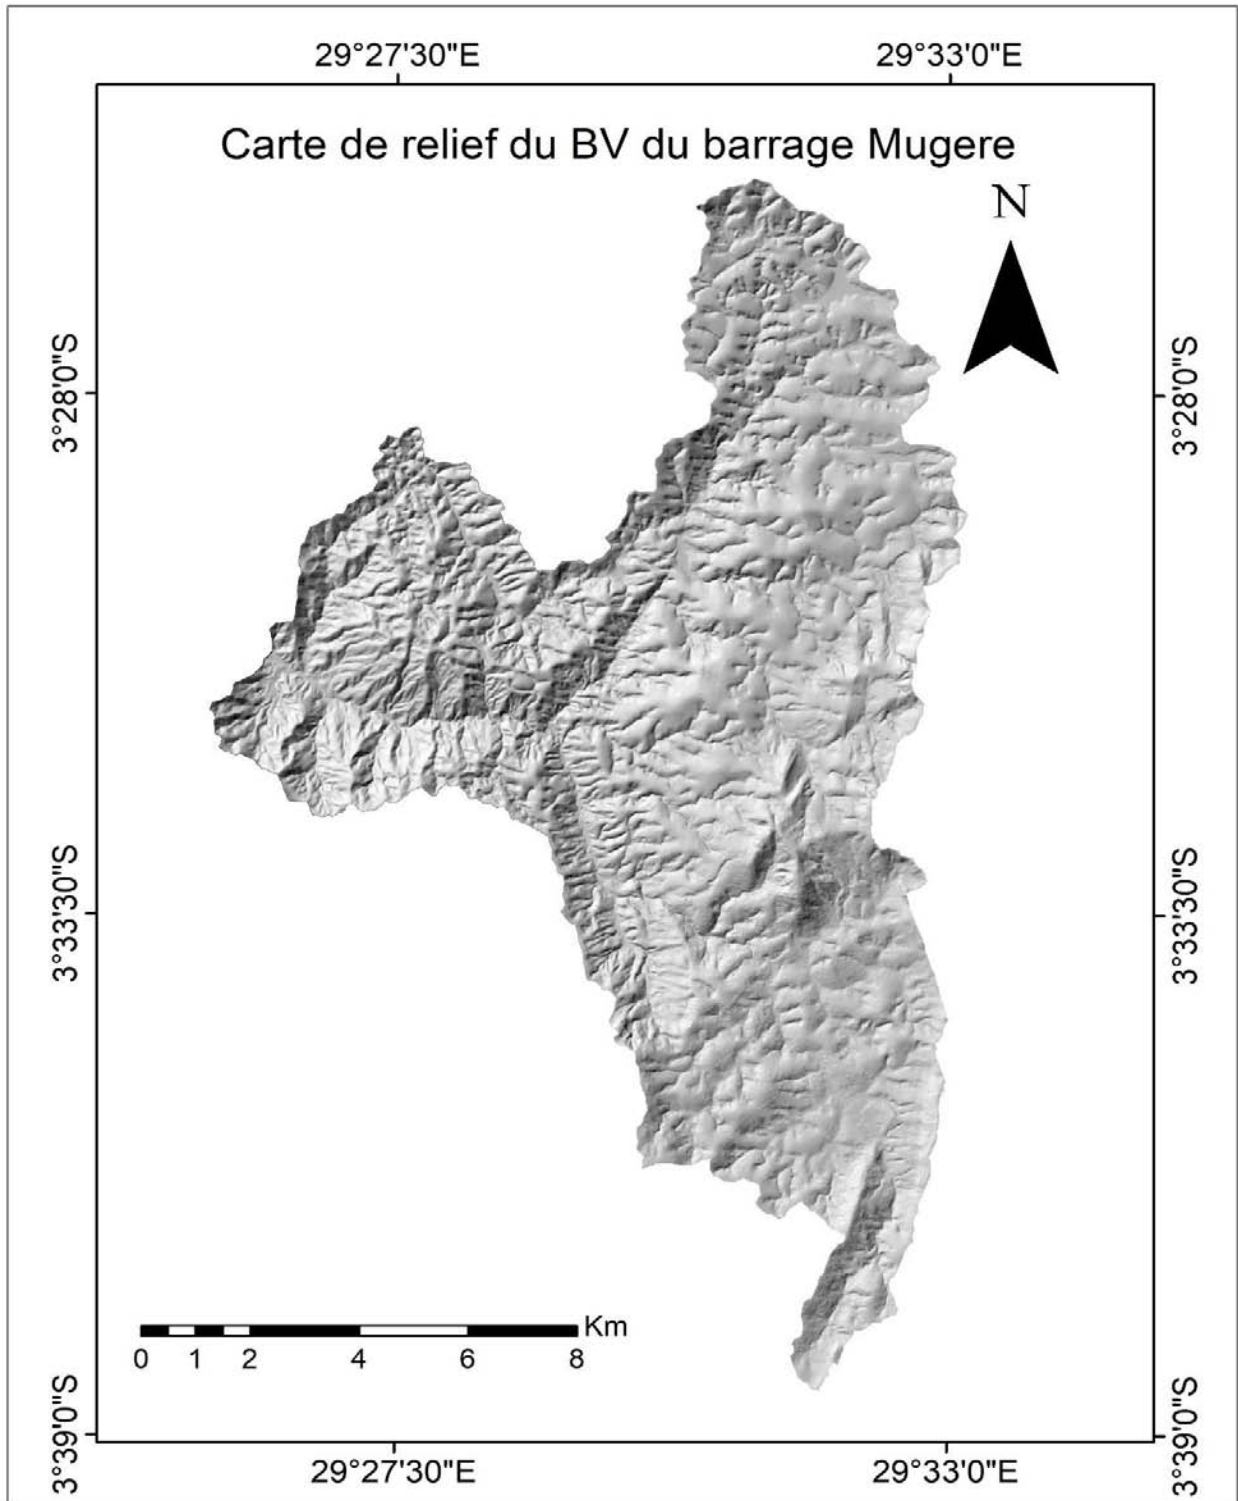 29°27'30"E 29°33'0"E
Carte de relief du BV du barrage Mugere
N
3°28'0"S 3°28'0"S
3°33'30"S 3°33'30"S
Km
0 1 2 4 6 8
3°39'0"S 3°39'0"S
29°27'30"E 29°33'0"E